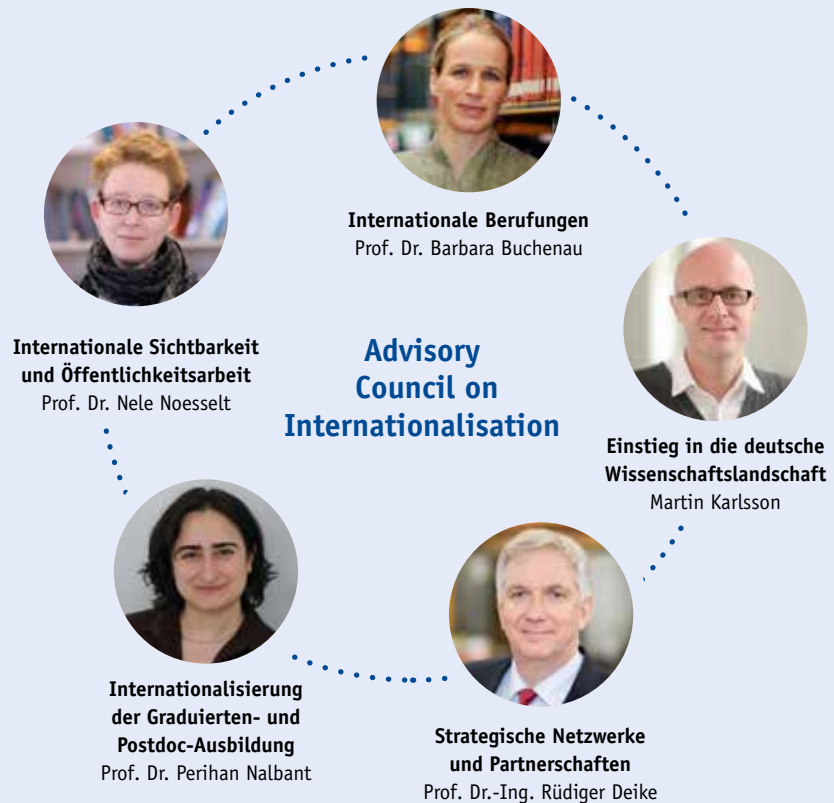 Internationale Berufungen
Prof. Dr. Barbara Buchenau
Internationale Sichtbarkeit
und Öffentlichkeitsarbeit
Prof. Dr. Nele Noesselt
Advisory
Council on
Internationalisation
Einstieg in die deutsche
Wissenschaftslandschaft
Martin Karlsson
Internationalisierung
der Graduierten- und
Postdoc-Ausbildung
Prof. Dr. Perihan Nalbant
Strategische Netzwerke
und Partnerschaften
Prof. Dr.-Ing. Rüdiger Deike